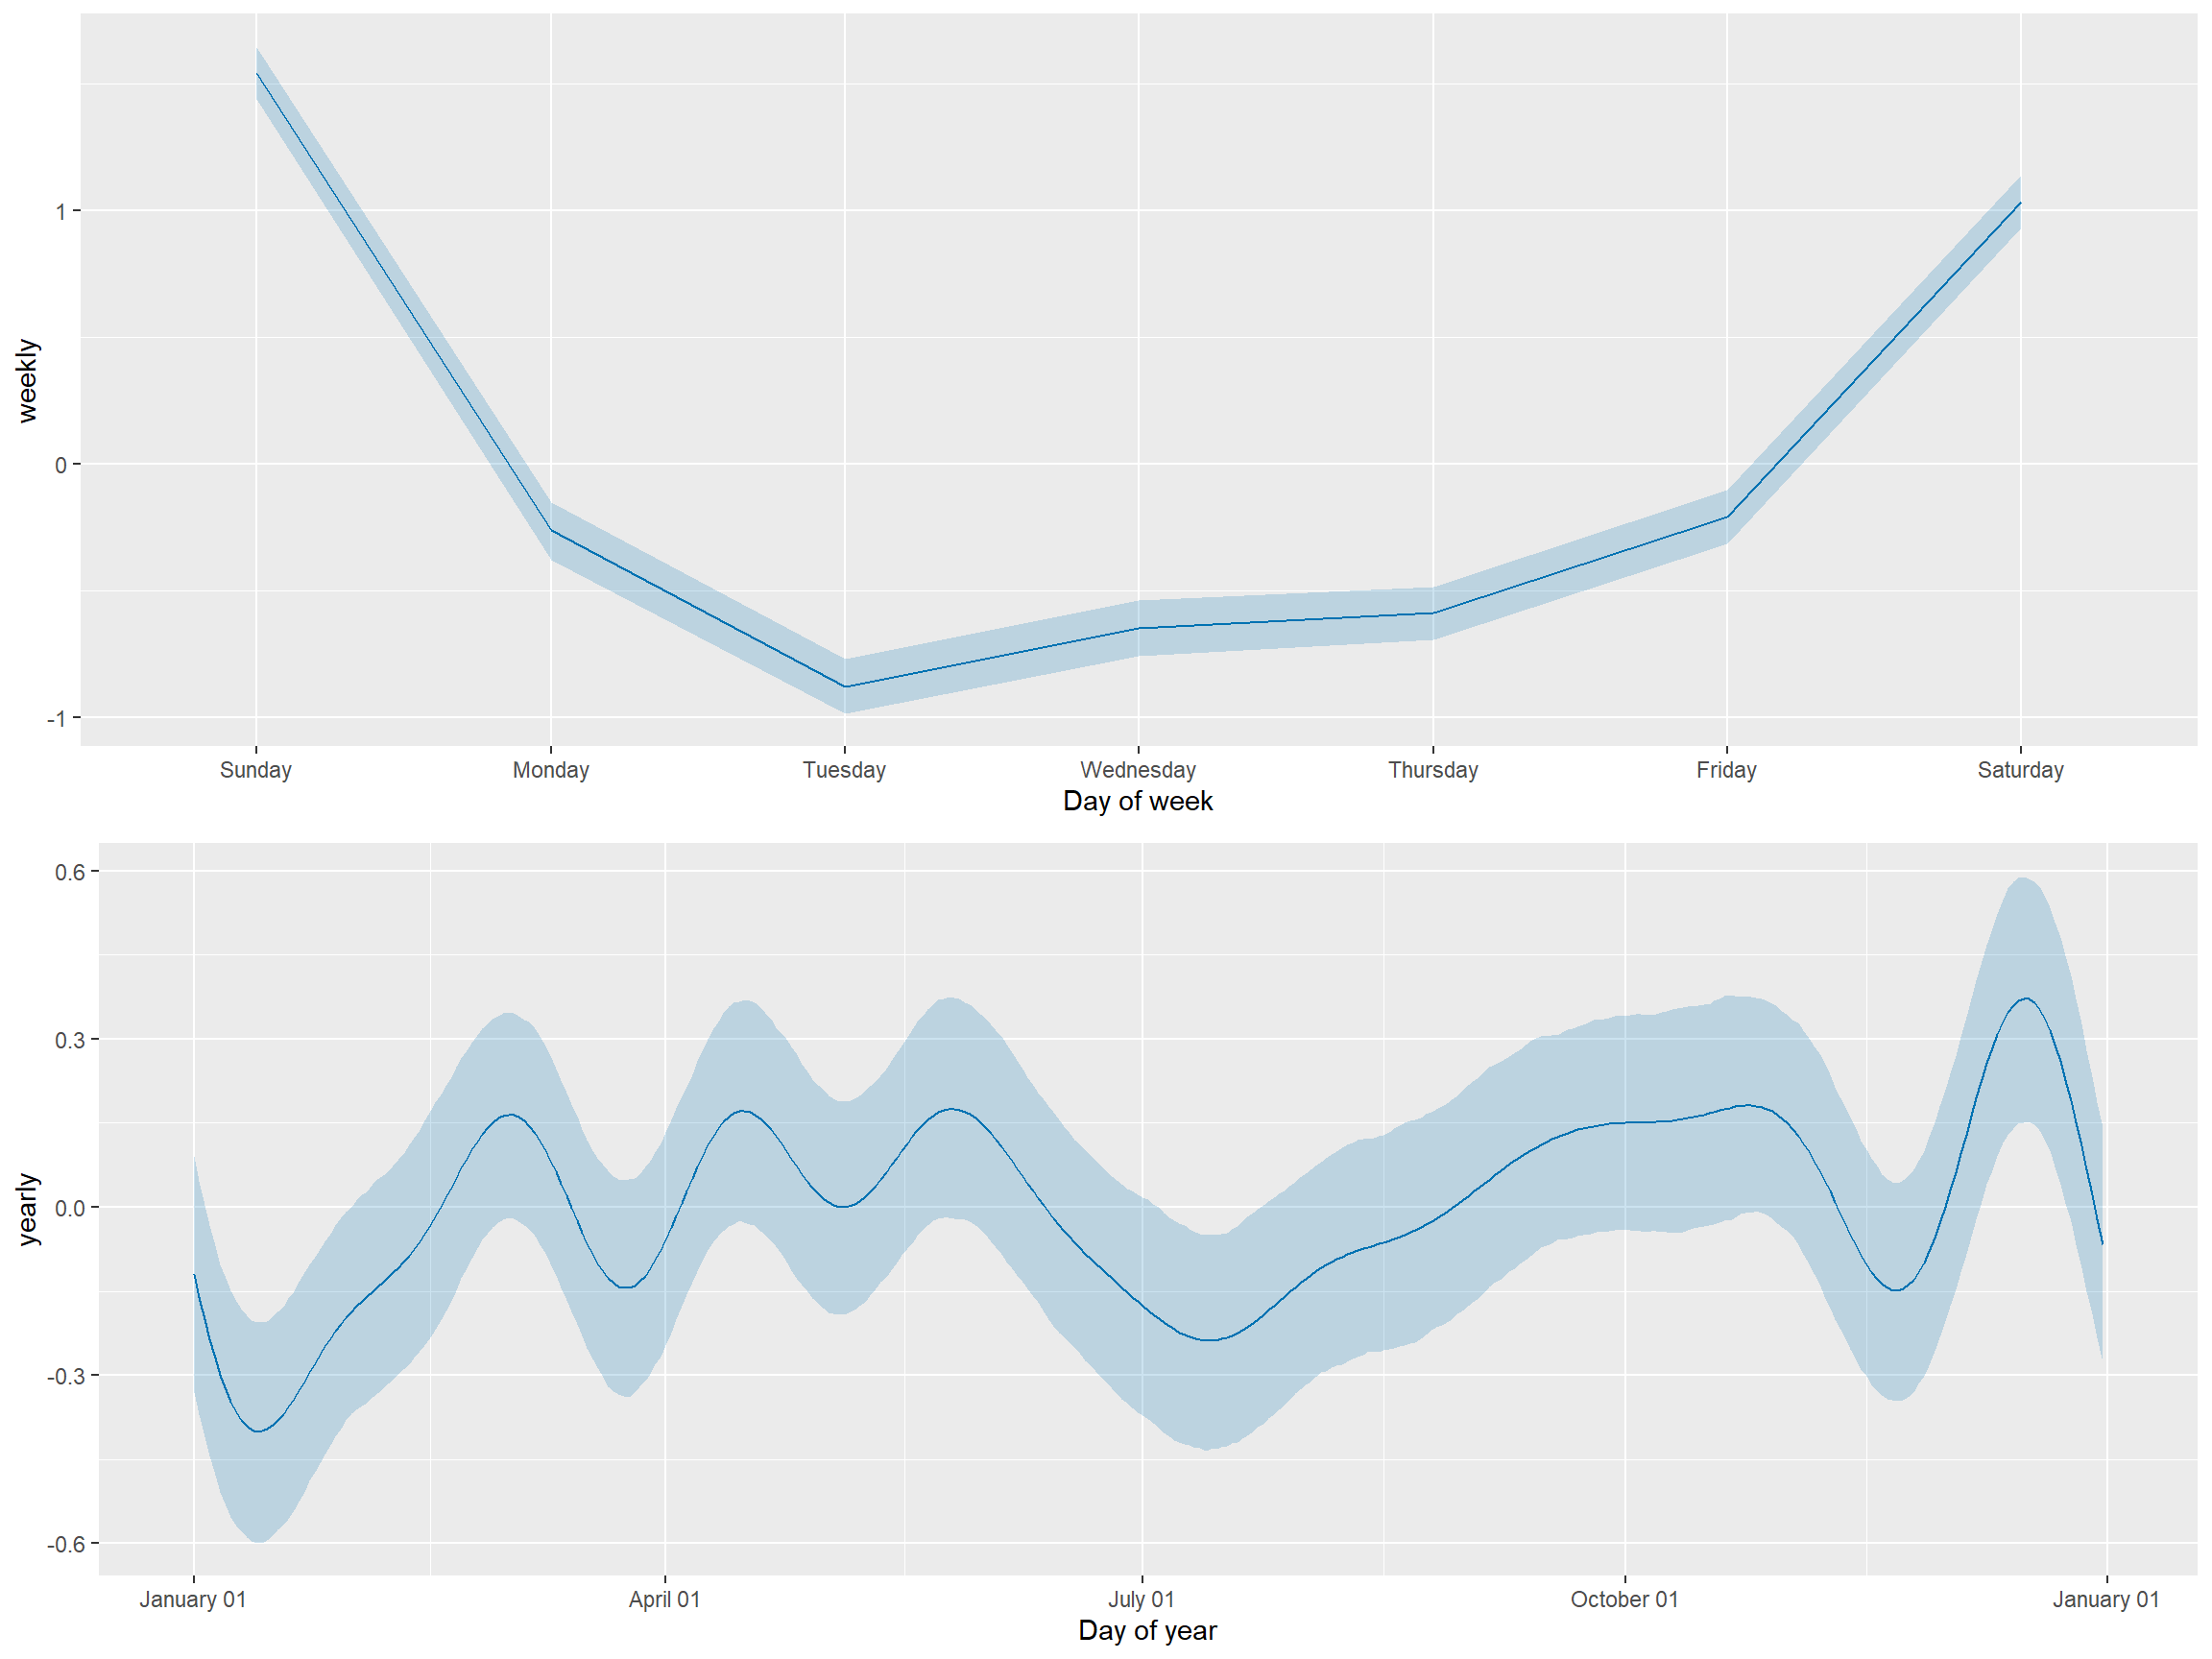 weekly
1
0
-1
Sunday Monday Tuesday Wednesday Thursday Friday Saturday
Day of week
yearly
0.6
0.3
0.0
-0.3
-0.6
January 01 April 01 July 01 October 01 January 01
Day of year